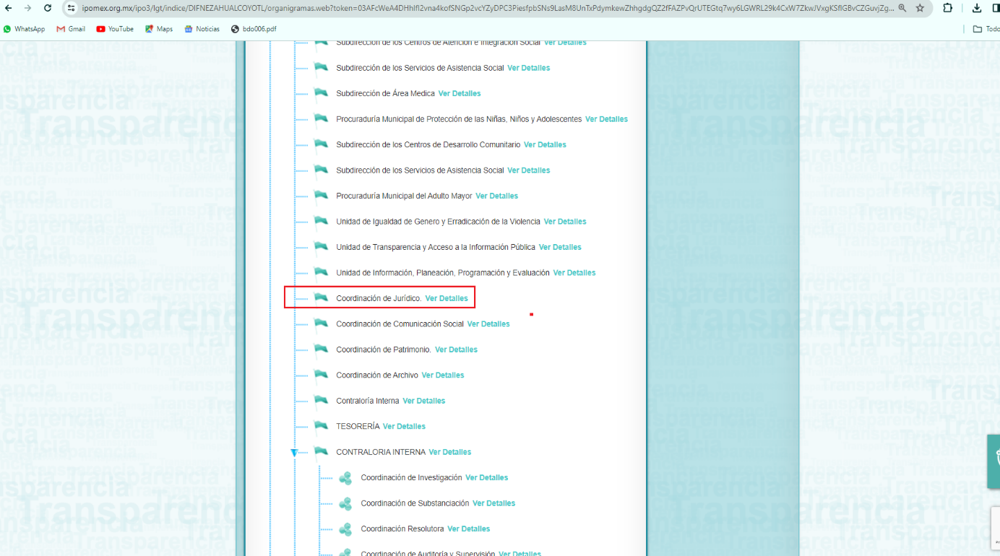 ipomex.org.mx/ipo3/lgt/indice/DIFNEZAHUALCOYOTL/organigramas.web?token=
WhatsApp Gmail YouTube Maps Noticias bdo006.pdf Todo
Subdirección de los Centros de Atención e Integración Social Ver Detalles
Subdirección de los Servicios de Asistencia Social Ver Detalles
Subdirección de Área Medica Ver Detalles
Procuraduría Municipal de Protección de las Niñas, Niños y Adolescentes Ver Detalles
Subdirección de los Centros de Desarrollo Comunitario Ver Detalles
Subdirección de los Servicios de Asistencia Social Ver Detalles
Procuraduría Municipal del Adulto Mayor Ver Detalles
Unidad de Igualdad de Genero y Erradicación de la Violencia Ver Detalles
Unidad de Transparencia y Acceso a la Información Pública Ver Detalles
Unidad de Información, Planeación, Programación y Evaluación Ver Detalles
Coordinación de Jurídico. Ver Detalles
Coordinación de Comunicación Social Ver Detalles
Coordinación de Patrimonio. Ver Detalles
Coordinación de Archivo Ver Detalles
Contraloría Interna Ver Detalles
TESORERÍA Ver Detalles
CONTRALORIA INTERNA Ver Detalles
Coordinación de Investigación Ver Detalles
Coordinación de Substanciación Ver Detalles
Coordinación Resolutora Ver Detalles
Coordinación de Auditoría y Supervisión Ver Detalles